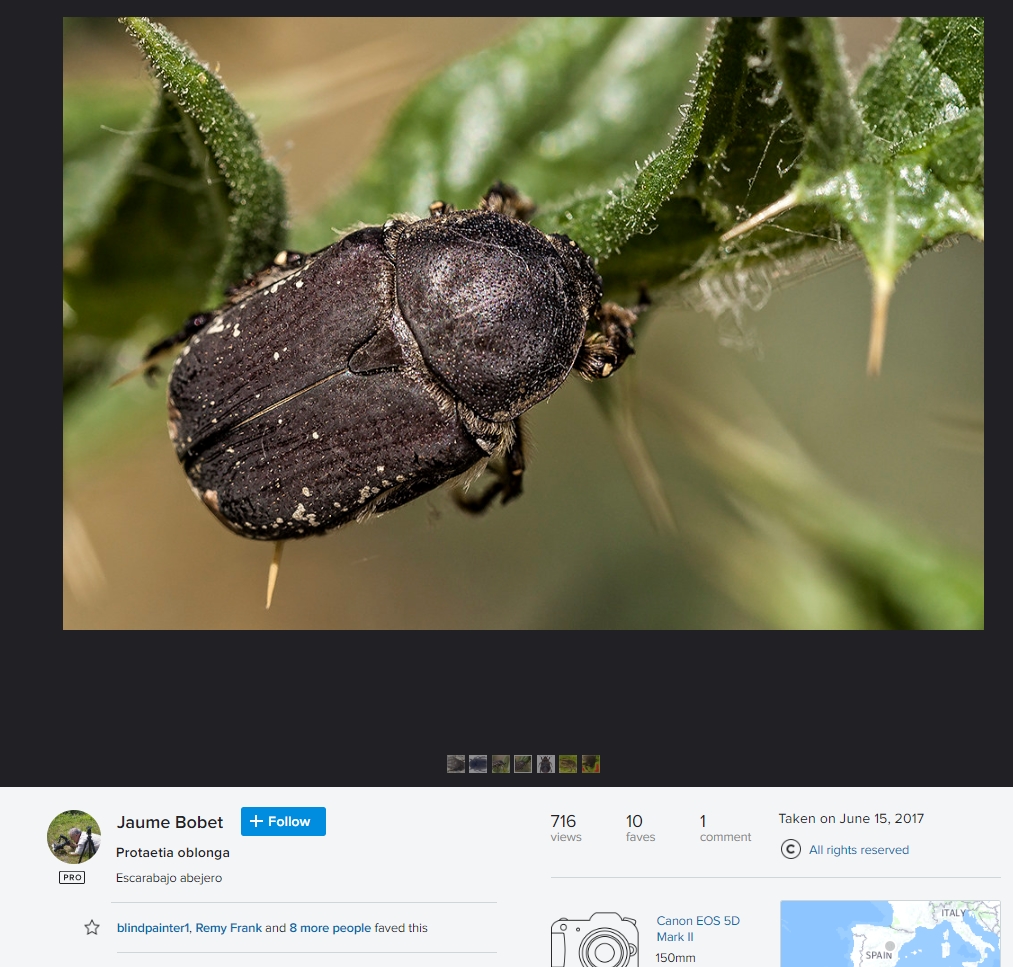 Jaume Bobet
+ Follow
Protaetia oblonga
PRO
Escarabajo abejero
blindpainter1, Remy Frank and 8 more people faved this
716
views
10
faves
1
comment
Taken on June 15, 2017
C All rights reserved
Canon EOS 5D
Mark II
150mm
ITALY
SPAIN